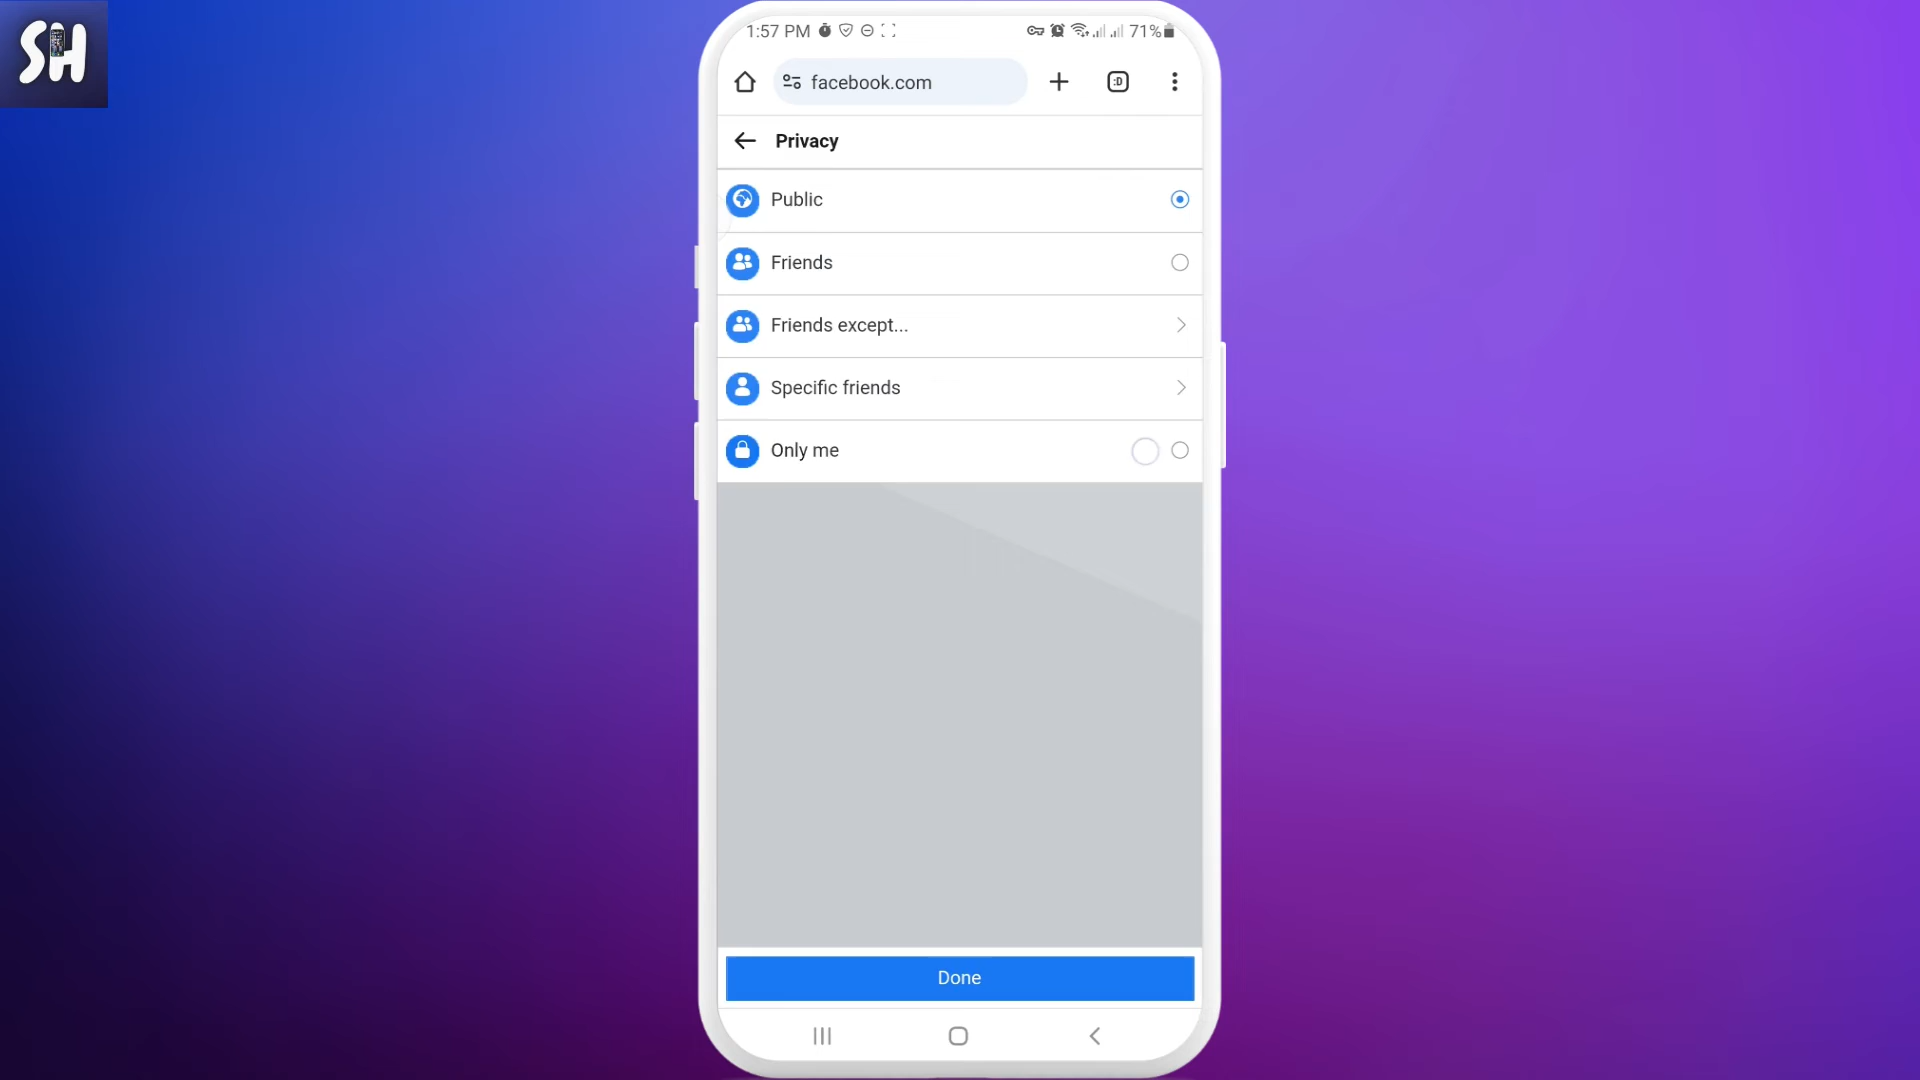 SH
1:57 PM
71%
facebook.com
:D
Privacy
Public
Friends
Friends except...
Specific friends
Only me
Done